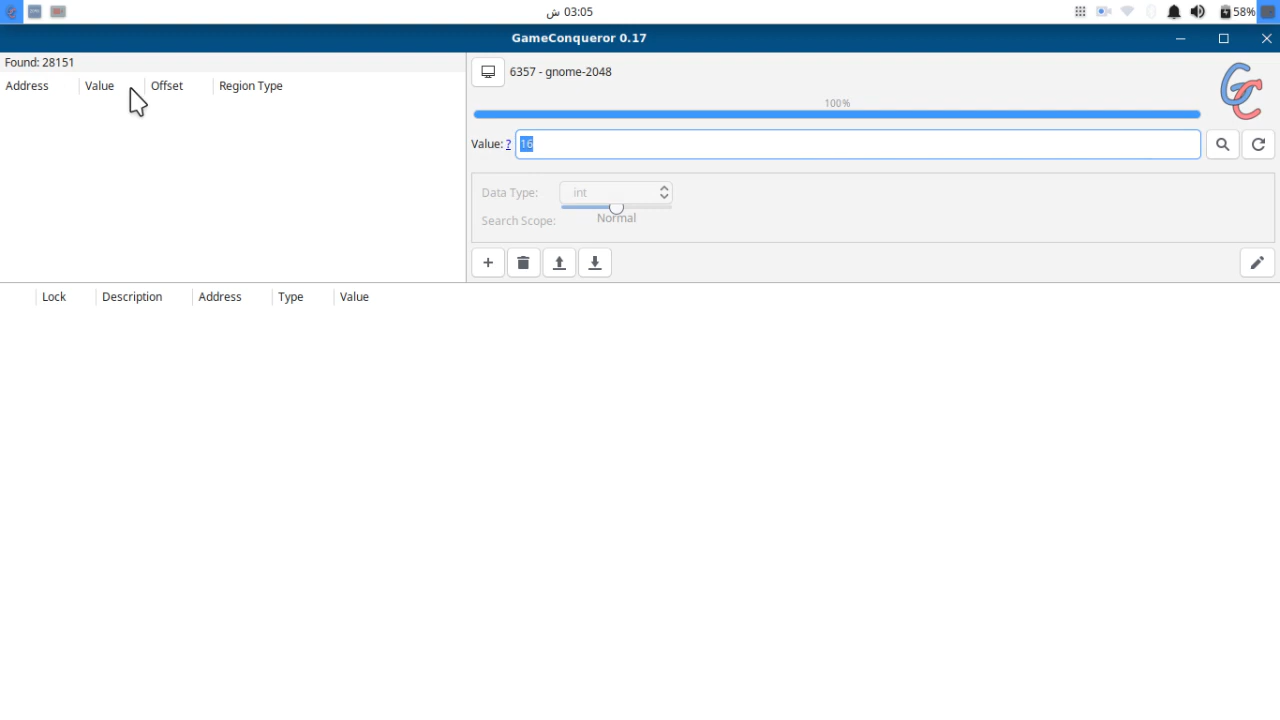 03:05 ش
58%
GameConqueror 0.17
Found: 28151
Address Value Offset Region Type
6357 - gnome-2048
100%
Value: ? 16
Data Type: int
Search Scope: Normal
Lock Description Address Type Value